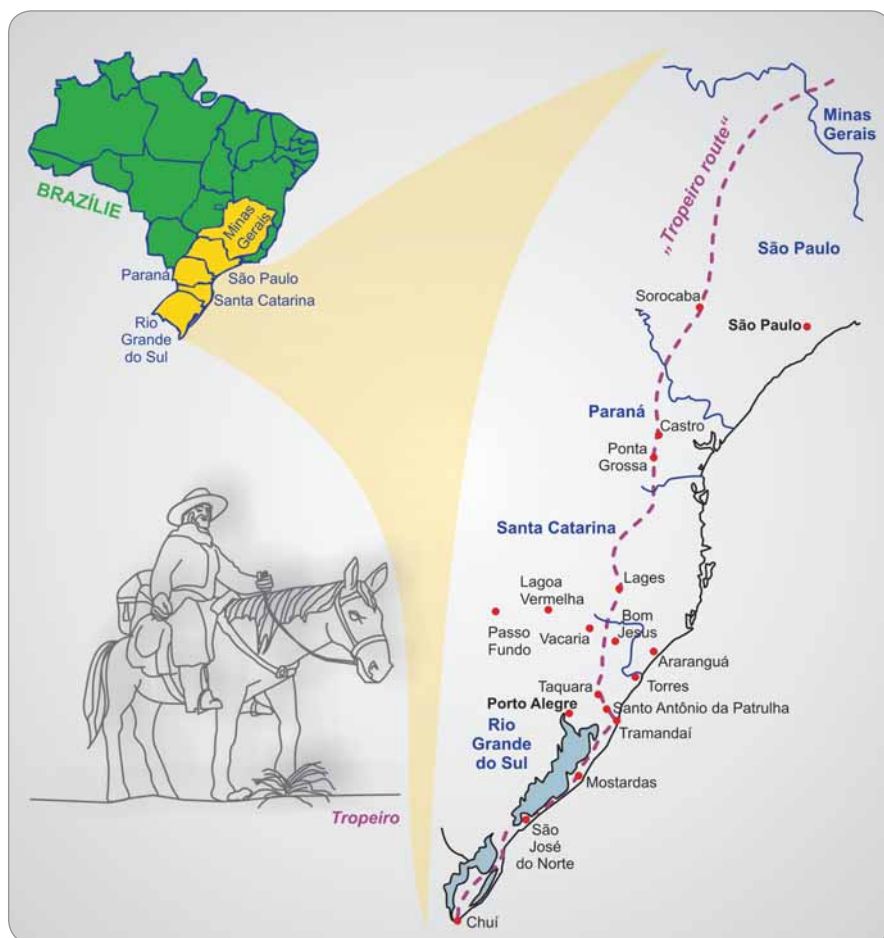 BRAZÍLIE
Minas
Gerais
Paraná
São Paulo
Santa Catarina
Rio
Grande
do Sul
Tropeiro
„Tropeiro route“
Minas
Gerais
São Paulo
Sorocaba
São Paulo
Paraná
Castro
Ponta
Grossa
Santa Catarina
Lages
Lagoa
Vermelha
Bom
Jesus
Passo
Fundo
Vacaria
Araranguá
Torres
Taquara
Porto Alegre
Santo Antônio da Patrulha
Tramandaí
Rio
Grande
do Sul
Mostardas
São
José
do Norte
Chuí